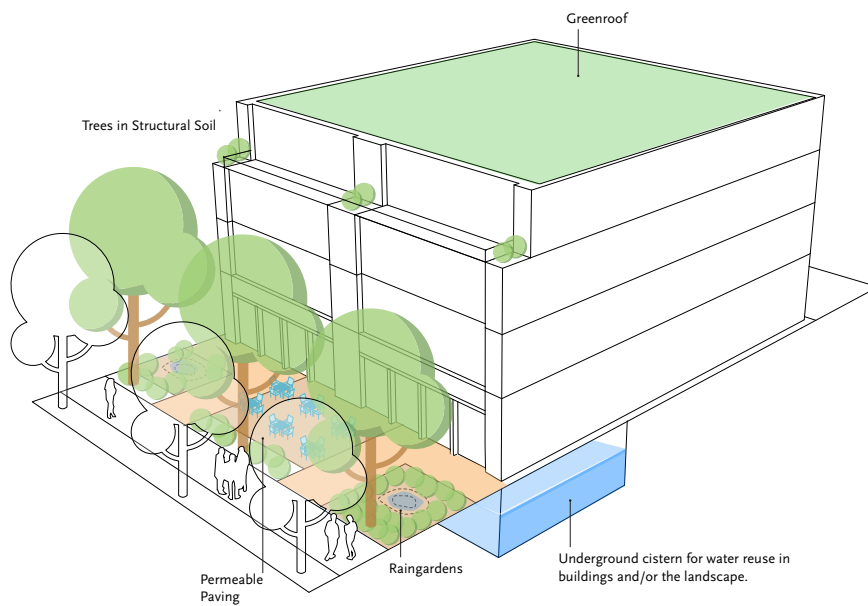 Greenroof
Trees in Structural Soil
Permeable
Paving
Raingardens
Underground cistern for water reuse in
buildings and/or the landscape.